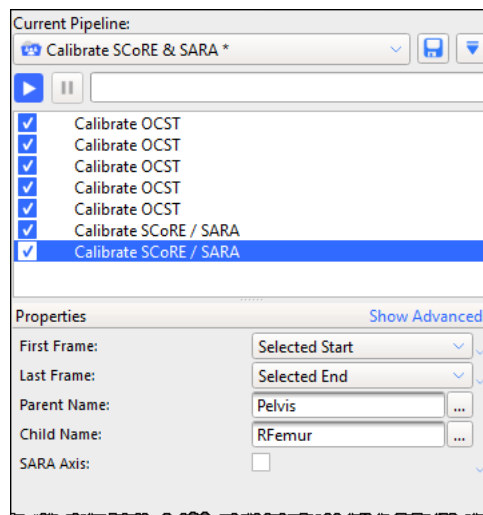 Current Pipeline:
Calibrate SCoRE & SARA *
Calibrate OCST
Calibrate OCST
Calibrate OCST
Calibrate OCST
Calibrate OCST
Calibrate SCoRE / SARA
Calibrate SCoRE / SARA
Properties Show Advanced
First Frame: Selected Start
Last Frame: Selected End
Parent Name: Pelvis ...
Child Name: RFemur ...
SARA Axis: